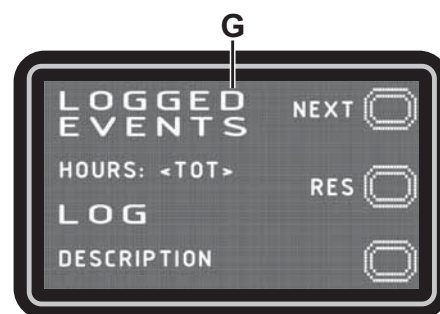 G
LOGGED
EVENTS
NEXT
HOURS: <TOT>
RES
LOG
DESCRIPTION